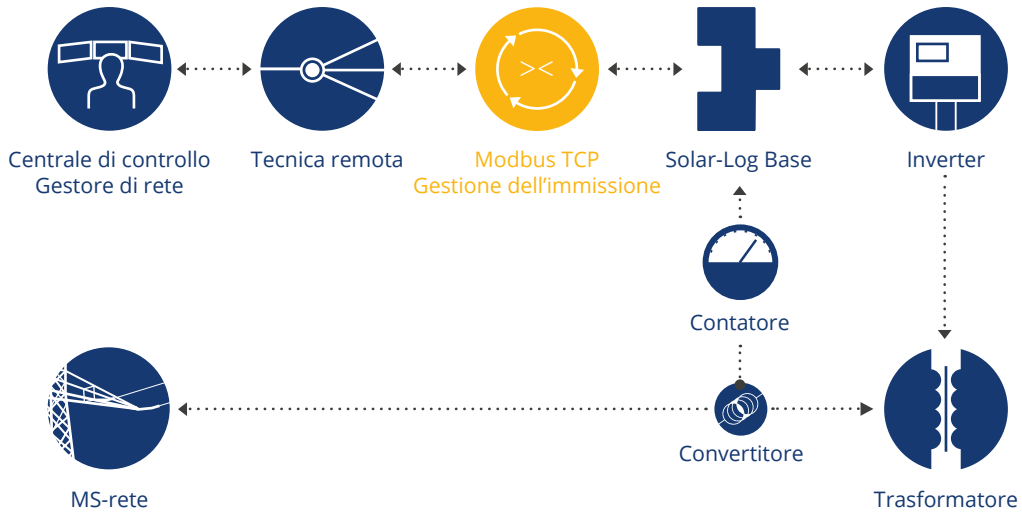 Centrale di controllo
Gestore di rete
Tecnica remota
Modbus TCP
Gestione dell'immissione
Solar-Log Base
Inverter
Contatore
Convertitore
MS-rete
Trasformatore